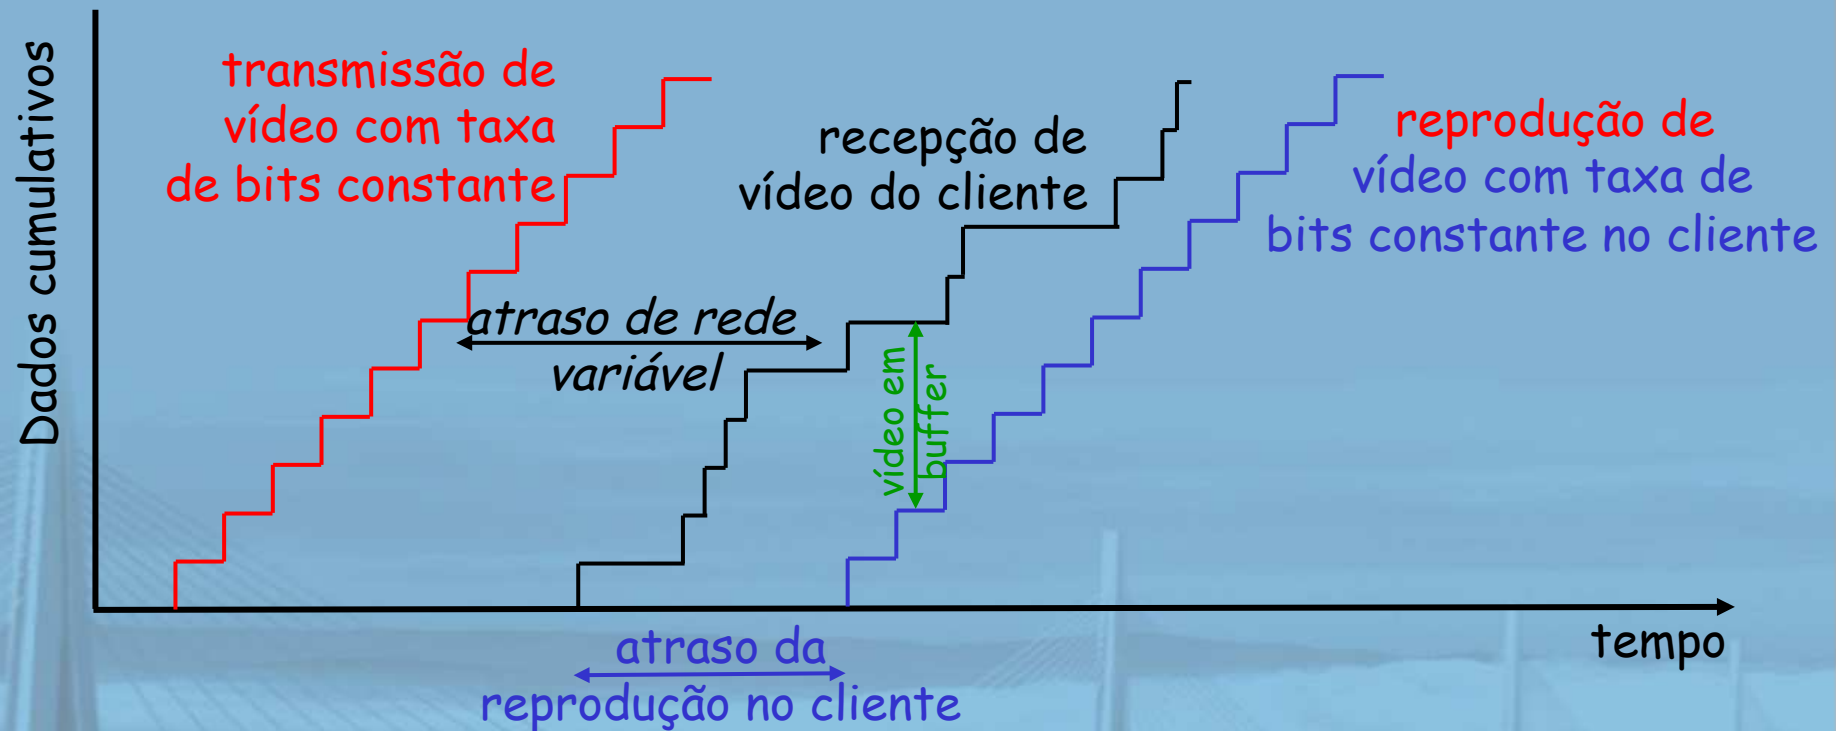 Dados cumulativos
transmissão de
vídeo com taxa
de bits constante
recepção de
vídeo do cliente
reprodução de
vídeo com taxa de
bits constante no cliente
atraso de rede
variável
vídeo em
buffer
atraso da
reprodução no cliente
tempo